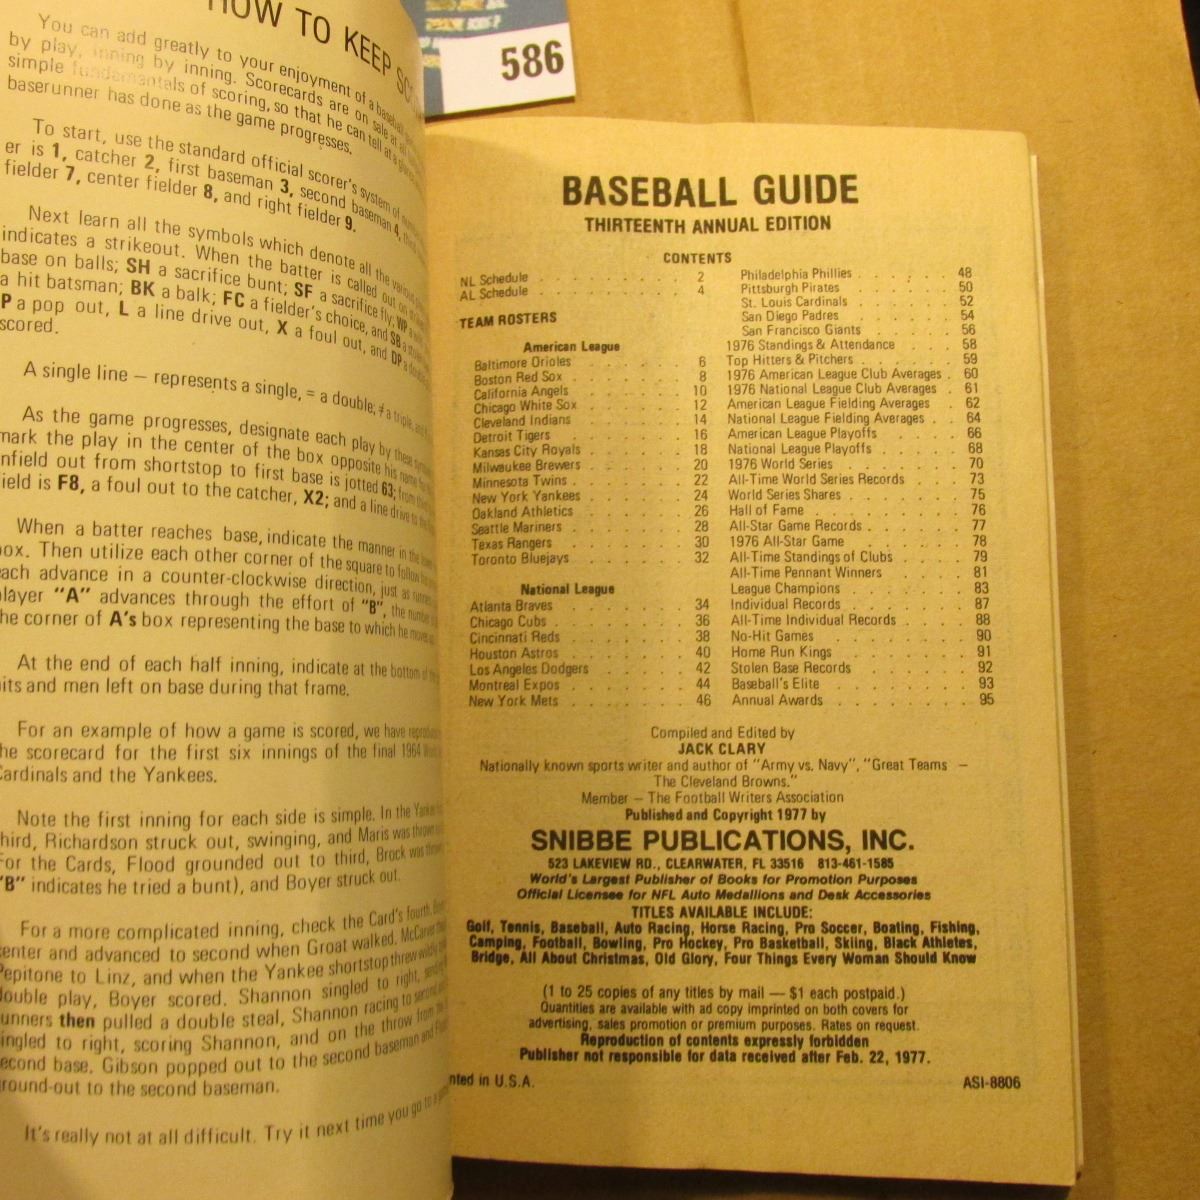 586
HOW TO KEEP
You can add greatly to your enjoyment of a baseball
by play, inning by inning. Scorecards are on sale at all
simple fundamentals of scoring, so that he can tell at a glance
baserunner has done as the game progresses.
To start, use the standard official scorer's system of
er is 1, catcher 2, first baseman 3, second baseman 4,
fielder 7, center fielder 8, and right fielder 9.
Next learn all the symbols which denote all the various
indicates a strikeout. When the batter is called out on
base on balls; SH a sacrifice bunt; SF a sacrifice fly; WP a
a hit batsman; BK a balk; FC a fielder's choice, and SB a
P a pop out, L a line drive out, X a foul out, and DP a
scored.
A single line — represents a single, = a double; ≠ a triple, and
As the game progresses, designate each play by these
mark the play in the center of the box opposite his name
nfield out from shortstop to first base is jotted 63; from
ield is F8, a foul out to the catcher, X2; and a line drive to
When a batter reaches base, indicate the manner in the
ox. Then utilize each other corner of the square to follow
ach advance in a counter-clockwise direction, just as
player "A" advances through the effort of "B", the number
he corner of A's box representing the base to which he
At the end of each half inning, indicate at the bottom of
its and men left on base during that frame.
For an example of how a game is scored, we have
he scorecard for the first six innings of the final 1964
Cardinals and the Yankees.
Note the first inning for each side is simple. In the
hird, Richardson struck out, swinging, and Maris was thrown
For the Cards, Flood grounded out to third, Brock was
"B" indicates he tried a bunt), and Boyer struck out.
For a more complicated inning, check the Card's fourth.
enter and advanced to second when Groat walked. McCarver
Pepitone to Linz, and when the Yankee shortstop threw wildly
ouble play, Boyer scored. Shannon singled to right,
unners then pulled a double steal, Shannon racing to second
ingled to right, scoring Shannon, and on the throw from
econd base. Gibson popped out to the second baseman and
round-out to the second baseman.
It's really not at all difficult. Try it next time you go to a
BASEBALL GUIDE
THIRTEENTH ANNUAL EDITION
CONTENTS
NL Schedule . . . . . . . . . 2
AL Schedule . . . . . . . . . 4
TEAM ROSTERS
American League
Baltimore Orioles . . . . . . 6
Boston Red Sox . . . . . . 8
California Angels . . . . . . 10
Chicago White Sox . . . . . . 12
Cleveland Indians . . . . . . 14
Detroit Tigers . . . . . . 16
Kansas City Royals . . . . . . 18
Milwaukee Brewers . . . . . . 20
Minnesota Twins . . . . . . 22
New York Yankees . . . . . . 24
Oakland Athletics . . . . . . 26
Seattle Mariners . . . . . . 28
Texas Rangers . . . . . . 30
Toronto Bluejays . . . . . . 32
National League
Atlanta Braves . . . . . . 34
Chicago Cubs . . . . . . 36
Cincinnati Reds . . . . . . 38
Houston Astros . . . . . . 40
Los Angeles Dodgers . . . . . . 42
Montreal Expos . . . . . . 44
New York Mets . . . . . . 46
Philadelphia Phillies . . . . . . 48
Pittsburgh Pirates . . . . . . 50
St. Louis Cardinals . . . . . . 52
San Diego Padres . . . . . . 54
San Francisco Giants . . . . . . 56
1976 Standings & Attendance . . . 58
Top Hitters & Pitchers . . . . . . 59
1976 American League Club Averages . 60
1976 National League Club Averages . 61
American League Fielding Averages . . 62
National League Fielding Averages . . 64
American League Playoffs . . . . 66
National League Playoffs . . . . 68
1976 World Series . . . . . . 70
All-Time World Series Records . . . 73
World Series Shares . . . . . . 75
Hall of Fame . . . . . . 76
All-Star Game Records . . . . . . 77
1976 All-Star Game . . . . . . 78
All-Time Standings of Clubs . . . . 79
All-Time Pennant Winners . . . . 81
League Champions . . . . . . 83
Individual Records . . . . . . 87
All-Time Individual Records . . . . 88
No-Hit Games . . . . . . 90
Home Run Kings . . . . . . 91
Stolen Base Records . . . . . . 92
Baseball's Elite . . . . . . 93
Annual Awards . . . . . . 95
Compiled and Edited by
JACK CLARY
Nationally known sports writer and author of "Army vs. Navy", "Great Teams —
The Cleveland Browns."
Member — The Football Writers Association
Published and Copyright 1977 by
SNIBBE PUBLICATIONS, INC.
523 LAKEVIEW RD., CLEARWATER, FL 33516 813-461-1585
World's Largest Publisher of Books for Promotion Purposes
Official Licensee for NFL Auto Medallions and Desk Accessories
TITLES AVAILABLE INCLUDE:
Golf, Tennis, Baseball, Auto Racing, Horse Racing, Pro Soccer, Boating, Fishing,
Camping, Football, Bowling, Pro Hockey, Pro Basketball, Skiing, Black Athletes,
Bridge, All About Christmas, Old Glory, Four Things Every Woman Should Know
(1 to 25 copies of any titles by mail — $1 each postpaid.)
Quantities are available with ad copy imprinted on both covers for
advertising, sales promotion or premium purposes. Rates on request.
Reproduction of contents expressly forbidden
Publisher not responsible for data received after Feb. 22, 1977.
nted in U.S.A. ASI-8806